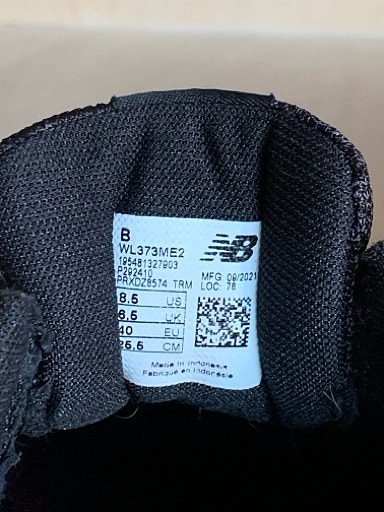 B
WL373ME2
195481327903
P292410
PRXDZ8574 TRM
MFG 09/2021
LOC: 78
8.5 US
6.5 UK
40 EU
25.5 CM
Made in Indonesia
Fabriqué en Indonésie